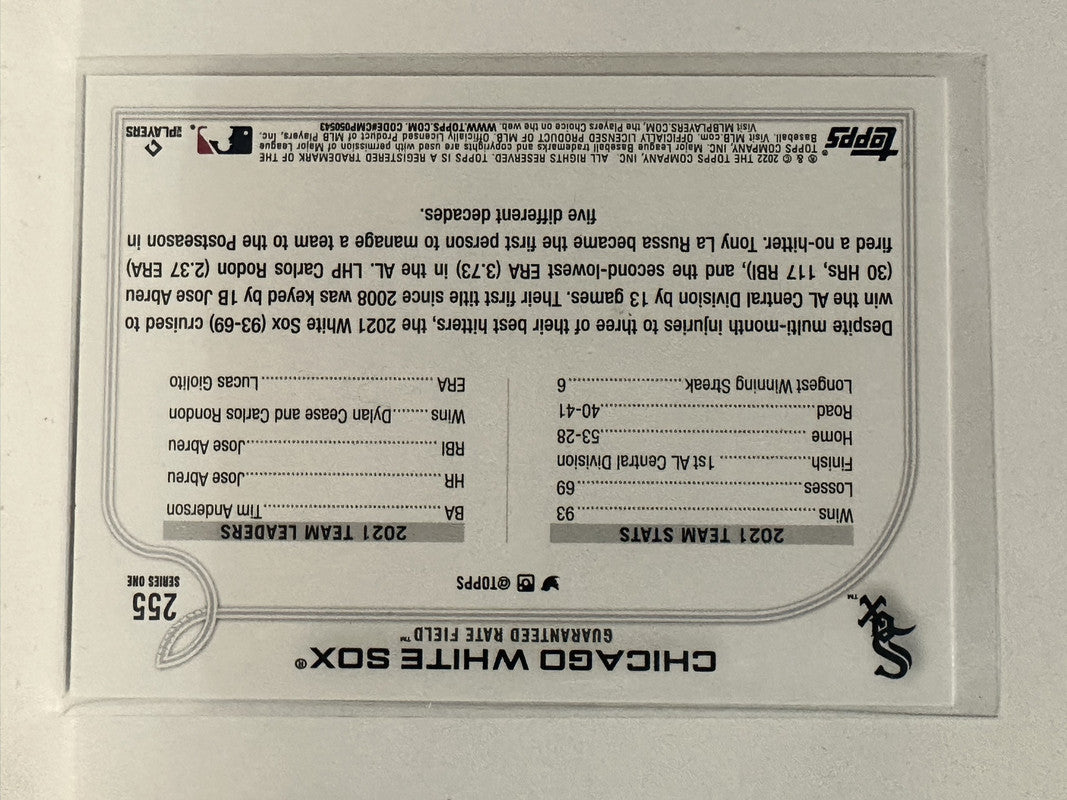 CHICAGO WHITE SOX®
GUARANTEED RATE FIELD™
SOX™
255
SERIES ONE
@TOPPS
2021 TEAM STATS
Wins 93
Losses 69
Finish 1st AL Central Division
Home 53-28
Road 40-41
Longest Winning Streak 6
2021 TEAM LEADERS
BA Tim Anderson
HR Jose Abreu
RBI Jose Abreu
Wins Dylan Cease and Carlos Rondon
ERA Lucas Giolito
Despite multi-month injuries to three of their best hitters, the 2021 White Sox (93-69) cruised to
win the AL Central Division by 13 games. Their first title since 2008 was keyed by 1B Jose Abreu
(30 HRs, 117 RBI), and the second-lowest ERA (3.73) in the AL. LHP Carlos Rodon (2.37 ERA)
fired a no-hitter. Tony La Russa became the first person to manage a team to the Postseason in
five different decades.
topps®
® & © 2022 THE TOPPS COMPANY, INC. ALL RIGHTS RESERVED. TOPPS IS A REGISTERED TRADEMARK OF THE
TOPPS COMPANY, INC. Major League Baseball trademarks and copyrights are used with permission of Major League
Baseball. Visit MLB.com. OFFICIALLY LICENSED PRODUCT OF MLB. Officially Licensed Product of MLB Players, Inc.
Visit MLBPLAYERS.COM, the Players Choice on the web. WWW.TOPPS.COM. CODE#CMP050543
MLB PLAYERS